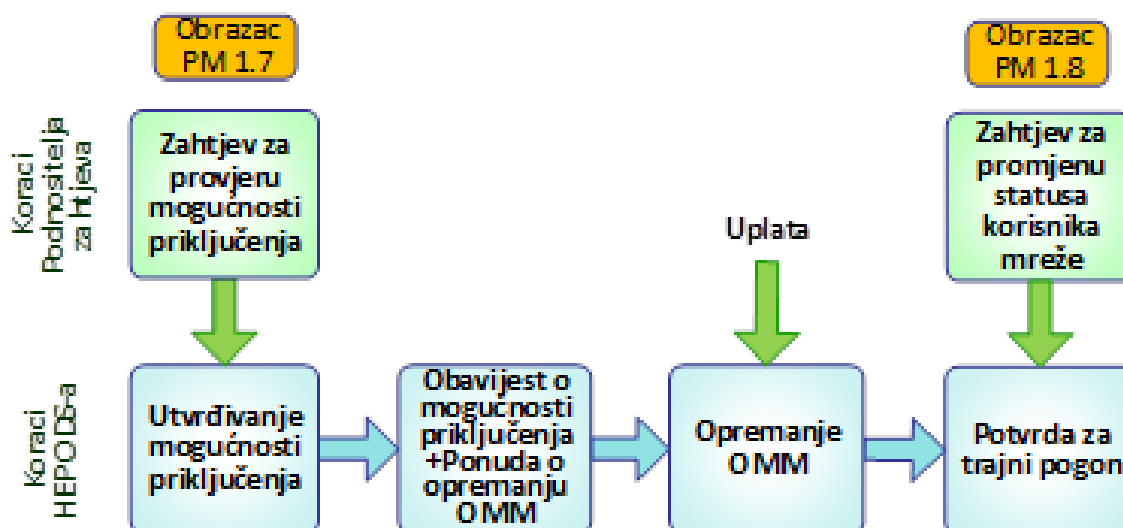 Obrazac
PM 1.7
Obrazac
PM 1.8
Koraci
Podnositelja
zahtjeva
Zahtjev za
provjeru
mogućnosti
priključenja
Uplata
Zahtjev za
promjenu
statusa
korisnika
mreže
Koraci
HEP ODS-a
Utvrđivanje
mogućnosti
priključenja
Obavijest o
mogućnosti
priključenja
+Ponuda o
opremanju
OMM
Opremanje
OMM
Potvrda za
trajni pogon